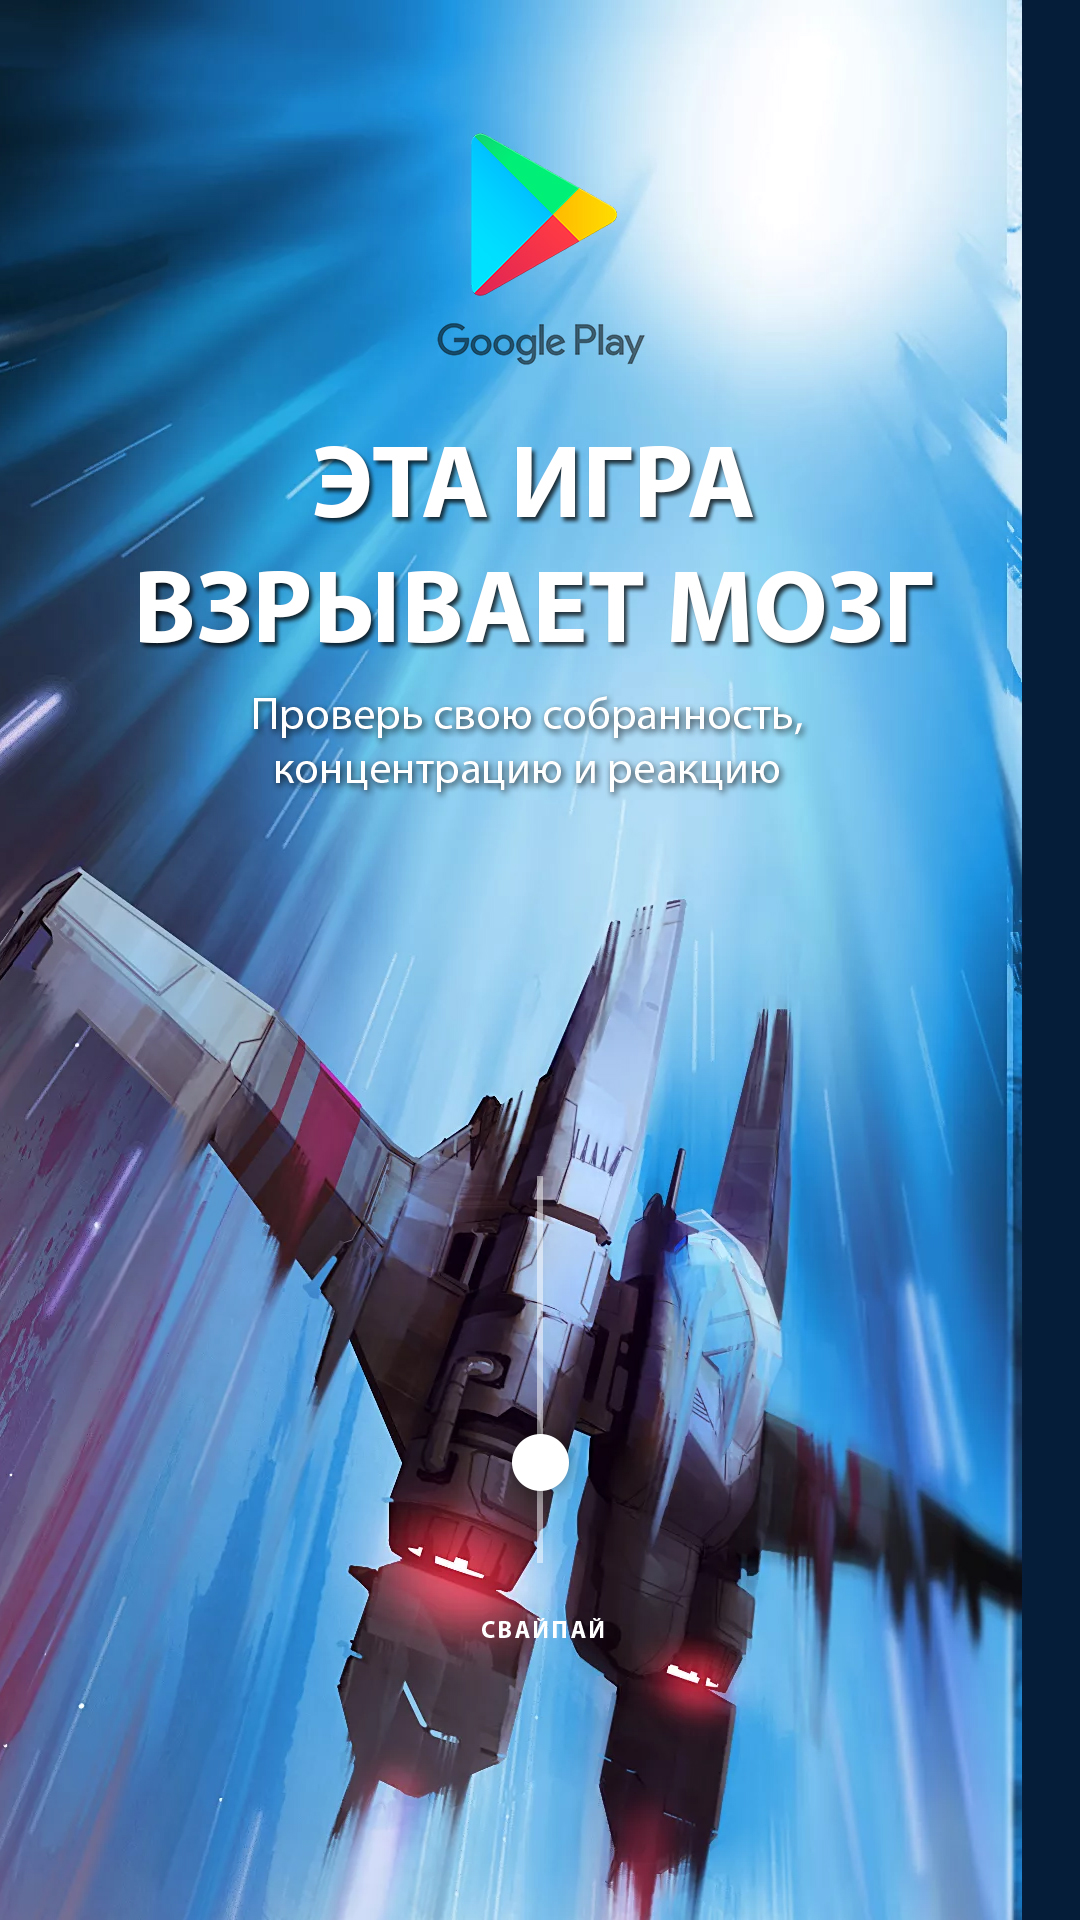 Google Play
ЭТА ИГРА
ВЗРЫВАЕТ МОЗГ
Проверь свою собранность,
концентрацию и реакцию
СВАЙПАЙ